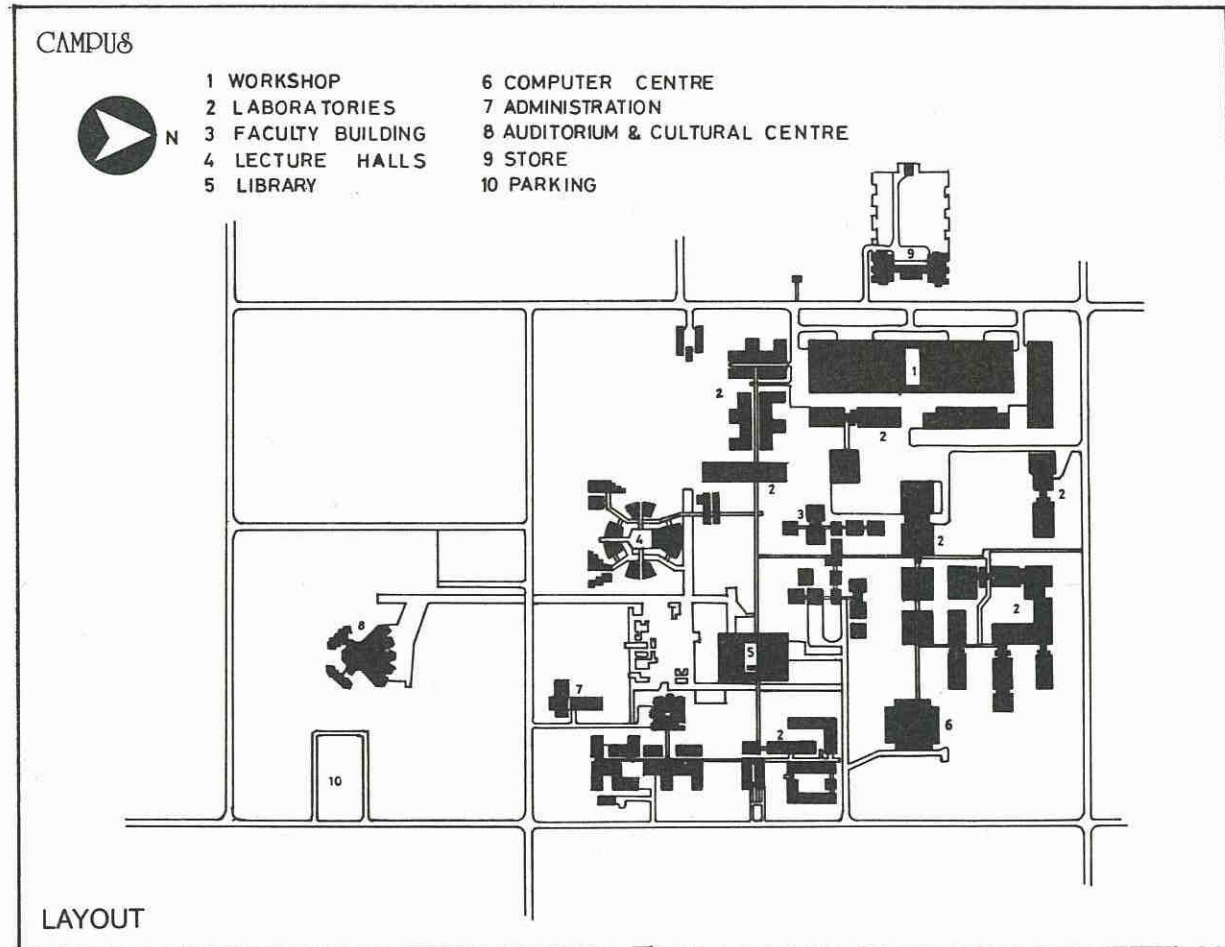 CAMPUS
N
1 WORKSHOP
2 LABORATORIES
3 FACULTY BUILDING
4 LECTURE HALLS
5 LIBRARY
6 COMPUTER CENTRE
7 ADMINISTRATION
8 AUDITORIUM & CULTURAL CENTRE
9 STORE
10 PARKING
9
1
2
2
2
2
3
4
2
2
8
5
7
6
2
10
LAYOUT